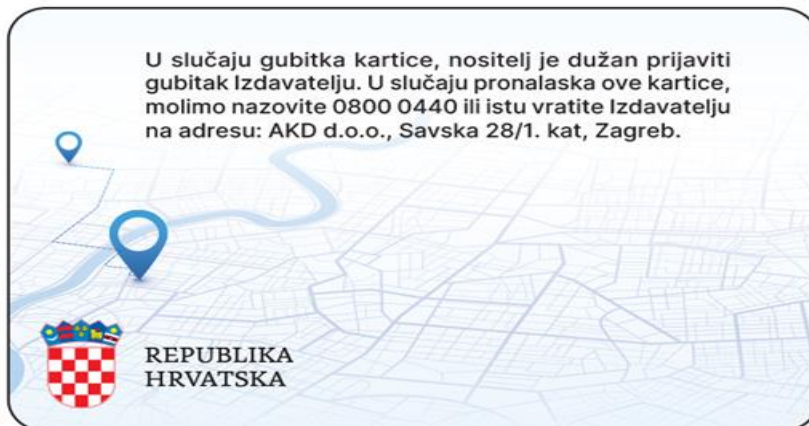 U slučaju gubitka kartice, nositelj je dužan prijaviti
gubitak Izdavatelju. U slučaju pronalaska ove kartice,
molimo nazovite 0800 0440 ili istu vratite Izdavatelju
na adresu: AKD d.o.o., Savska 28/1. kat, Zagreb.
REPUBLIKA
HRVATSKA